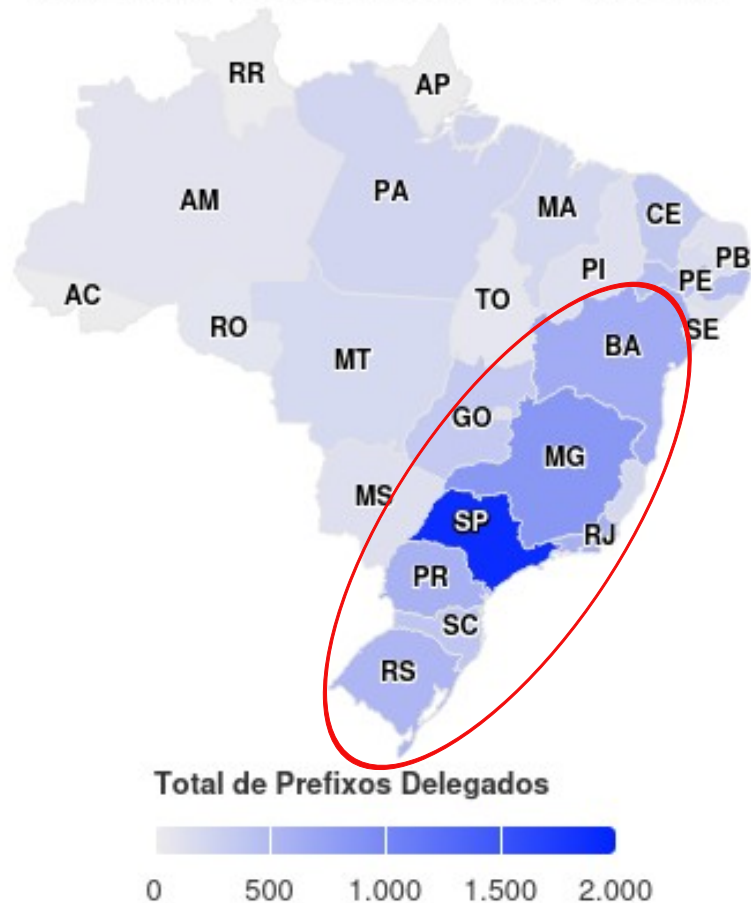 RR
AP
AM
PA
MA
CE
PB
PI
PE
AC
TO
SE
RO
BA
MT
GO
MG
MS
SP
RJ
PR
SC
RS
Total de Prefixos Delegados
0 500 1.000 1.500 2.000